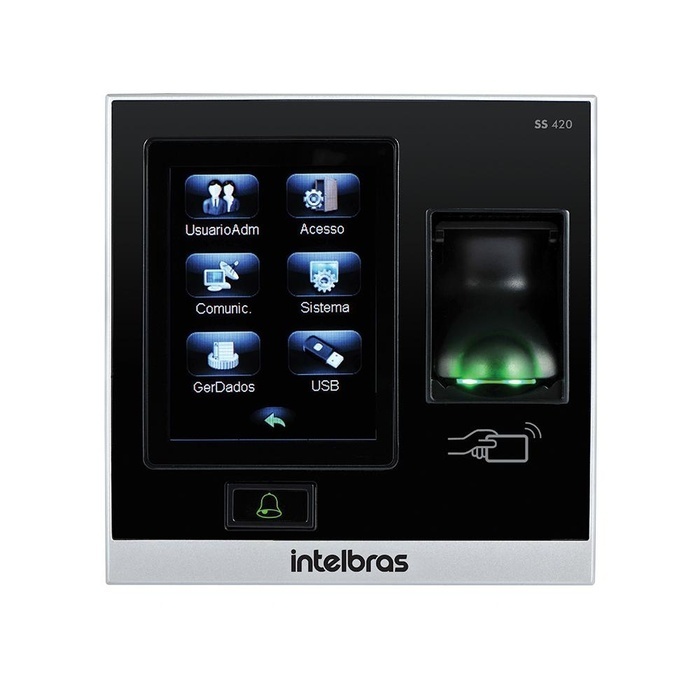 SS 420
UsuarioAdm
Acesso
Comunic.
Sistema
GerDados
USB
intelbras